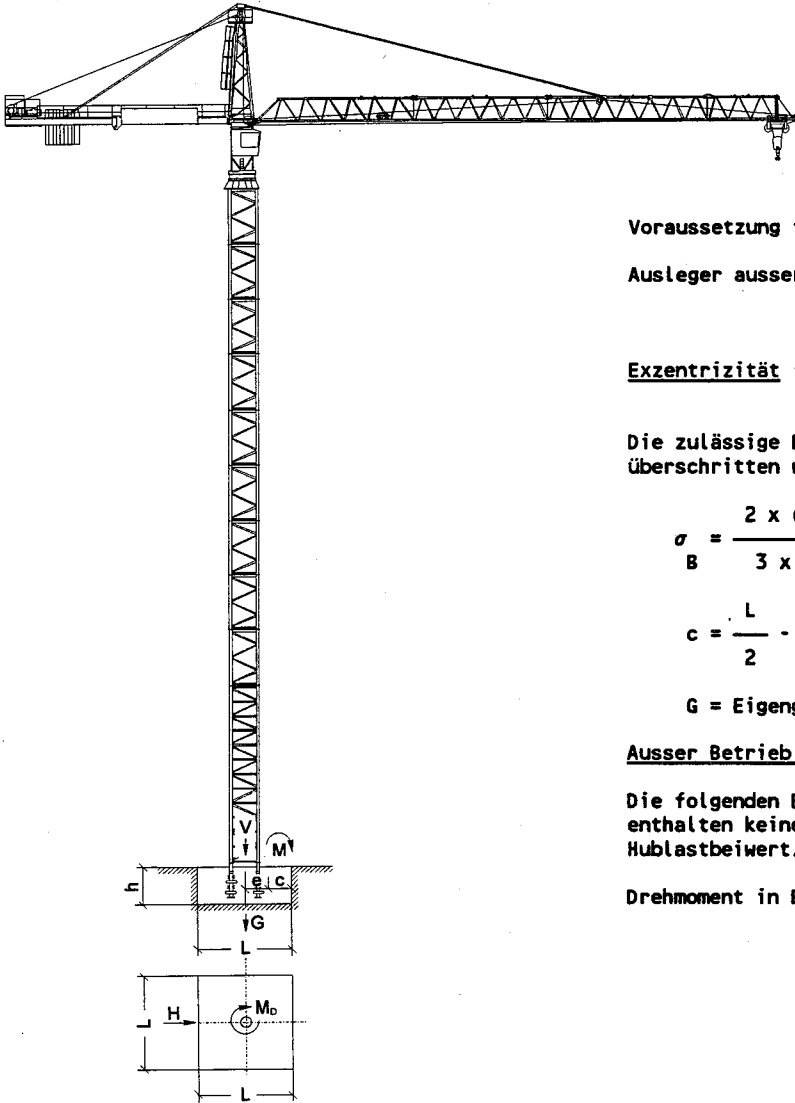 Voraussetzung
Ausleger ausser
Exzentrizität
Die zulässige
überschritten
2 x
σ =
B 3 x
L
c = -
2
G = Eigeng
Ausser Betrieb
Die folgenden
enthalten keine
Hublastbeiwert.
Drehmoment in
V
M
h
e c
G
L
H
M_D
L
L